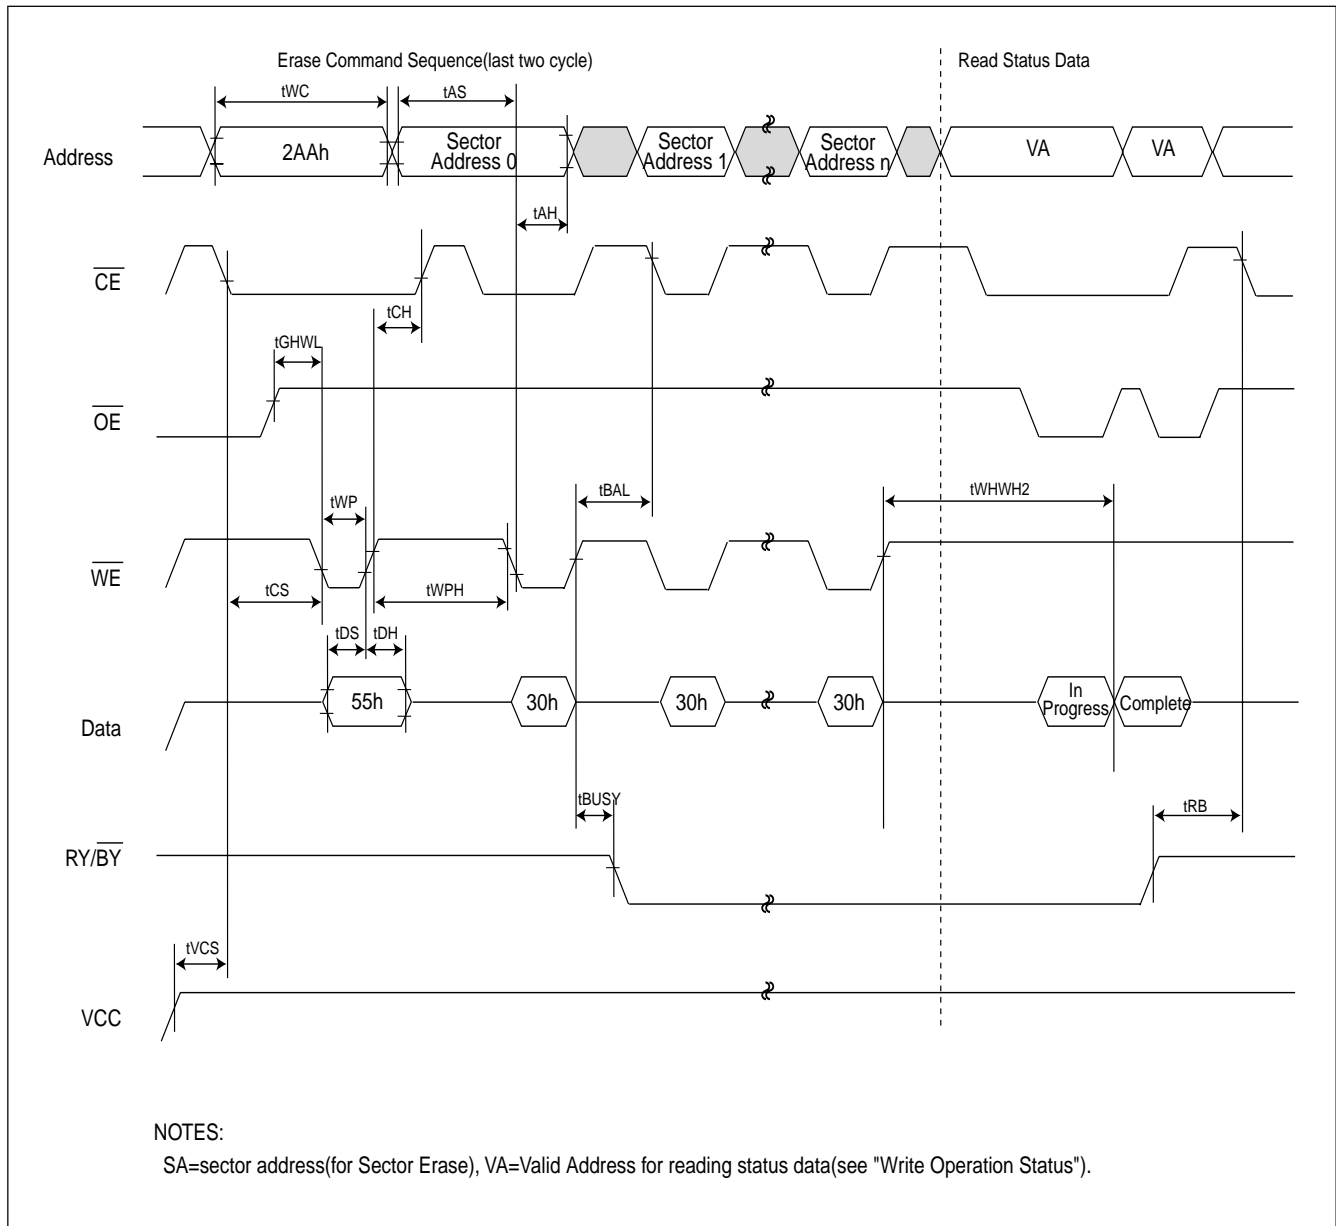 Erase Command Sequence(last two cycle)
Read Status Data
tWC
tAS
Address
2AAh
Sector
Address 0
Sector
Address 1
Sector
Address n
VA
VA
tAH
CE
tCH
tGHWL
OE
tBAL
tWHWH2
tWP
WE
tCS
tWPH
tDS
tDH
Data
55h
30h
30h
30h
In
Progress
Complete
tBUSY
tRB
RY/BY
tVCS
VCC
NOTES:
SA=sector address(for Sector Erase), VA=Valid Address for reading status data(see "Write Operation Status").